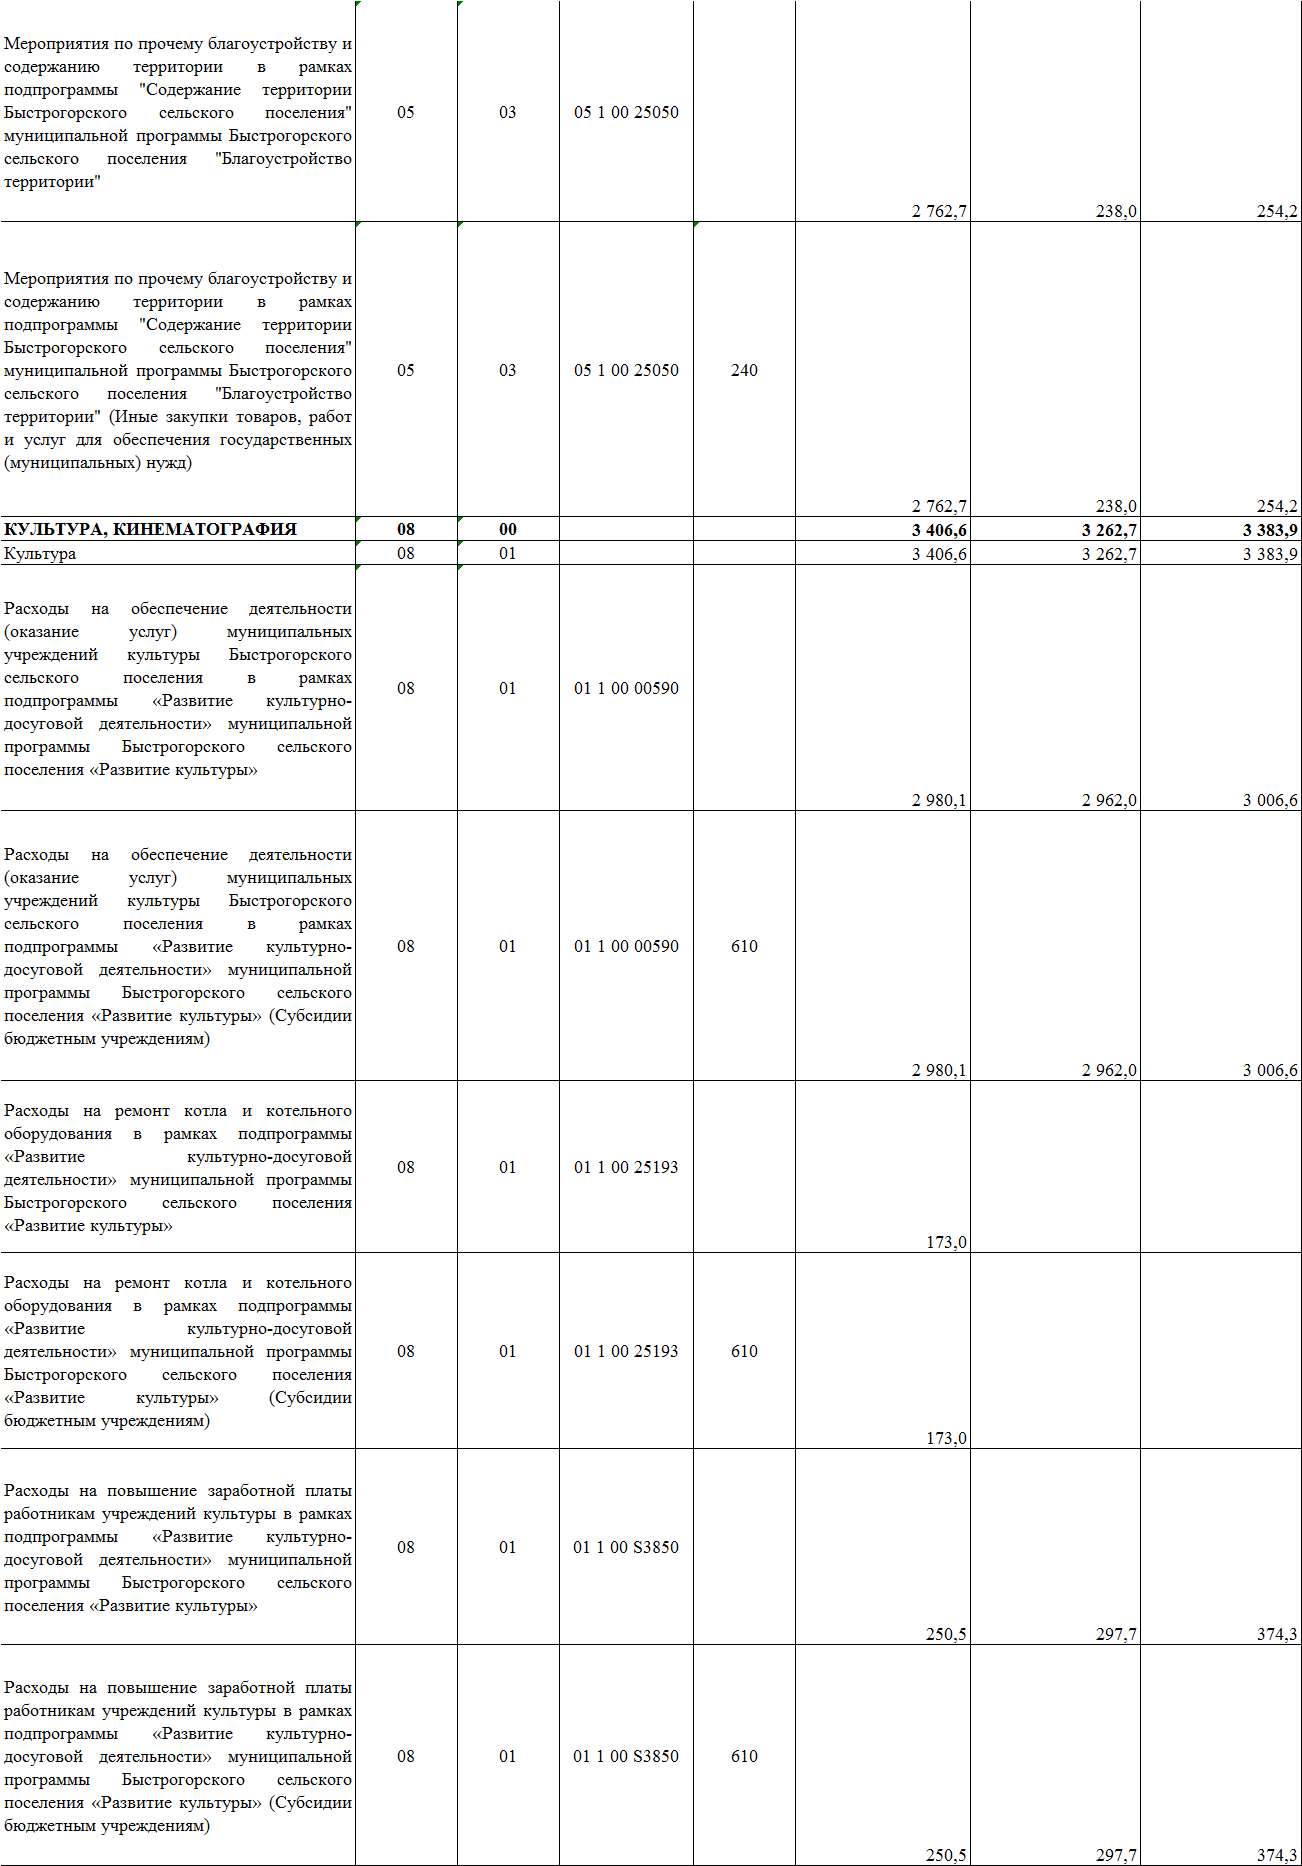 Мероприятия по прочему благоустройству и
содержанию территории в рамках
подпрограммы "Содержание территории
Быстрогорского сельского поселения"
муниципальной программы Быстрогорского
сельского поселения "Благоустройство
территории"
05 03 05 1 00 25050
2 762,7 238,0 254,2
Мероприятия по прочему благоустройству и
содержанию территории в рамках
подпрограммы "Содержание территории
Быстрогорского сельского поселения"
муниципальной программы Быстрогорского
сельского поселения "Благоустройство
территории" (Иные закупки товаров, работ
и услуг для обеспечения государственных
(муниципальных) нужд)
05 03 05 1 00 25050 240
2 762,7 238,0 254,2
КУЛЬТУРА, КИНЕМАТОГРАФИЯ 08 00 3 406,6 3 262,7 3 383,9
Культура 08 01 3 406,6 3 262,7 3 383,9
Расходы на обеспечение деятельности
(оказание услуг) муниципальных
учреждений культуры Быстрогорского
сельского поселения в рамках
подпрограммы «Развитие культурно-
досуговой деятельности» муниципальной
программы Быстрогорского сельского
поселения «Развитие культуры»
08 01 01 1 00 00590
2 980,1 2 962,0 3 006,6
Расходы на обеспечение деятельности
(оказание услуг) муниципальных
учреждений культуры Быстрогорского
сельского поселения в рамках
подпрограммы «Развитие культурно-
досуговой деятельности» муниципальной
программы Быстрогорского сельского
поселения «Развитие культуры» (Субсидии
бюджетным учреждениям)
08 01 01 1 00 00590 610
2 980,1 2 962,0 3 006,6
Расходы на ремонт котла и котельного
оборудования в рамках подпрограммы
«Развитие культурно-досуговой
деятельности» муниципальной программы
Быстрогорского сельского поселения
«Развитие культуры»
08 01 01 1 00 25193
173,0
Расходы на ремонт котла и котельного
оборудования в рамках подпрограммы
«Развитие культурно-досуговой
деятельности» муниципальной программы
Быстрогорского сельского поселения
«Развитие культуры» (Субсидии
бюджетным учреждениям)
08 01 01 1 00 25193 610
173,0
Расходы на повышение заработной платы
работникам учреждений культуры в рамках
подпрограммы «Развитие культурно-
досуговой деятельности» муниципальной
программы Быстрогорского сельского
поселения «Развитие культуры»
08 01 01 1 00 S3850
250,5 297,7 374,3
Расходы на повышение заработной платы
работникам учреждений культуры в рамках
подпрограммы «Развитие культурно-
досуговой деятельности» муниципальной
программы Быстрогорского сельского
поселения «Развитие культуры» (Субсидии
бюджетным учреждениям)
08 01 01 1 00 S3850 610
250,5 297,7 374,3